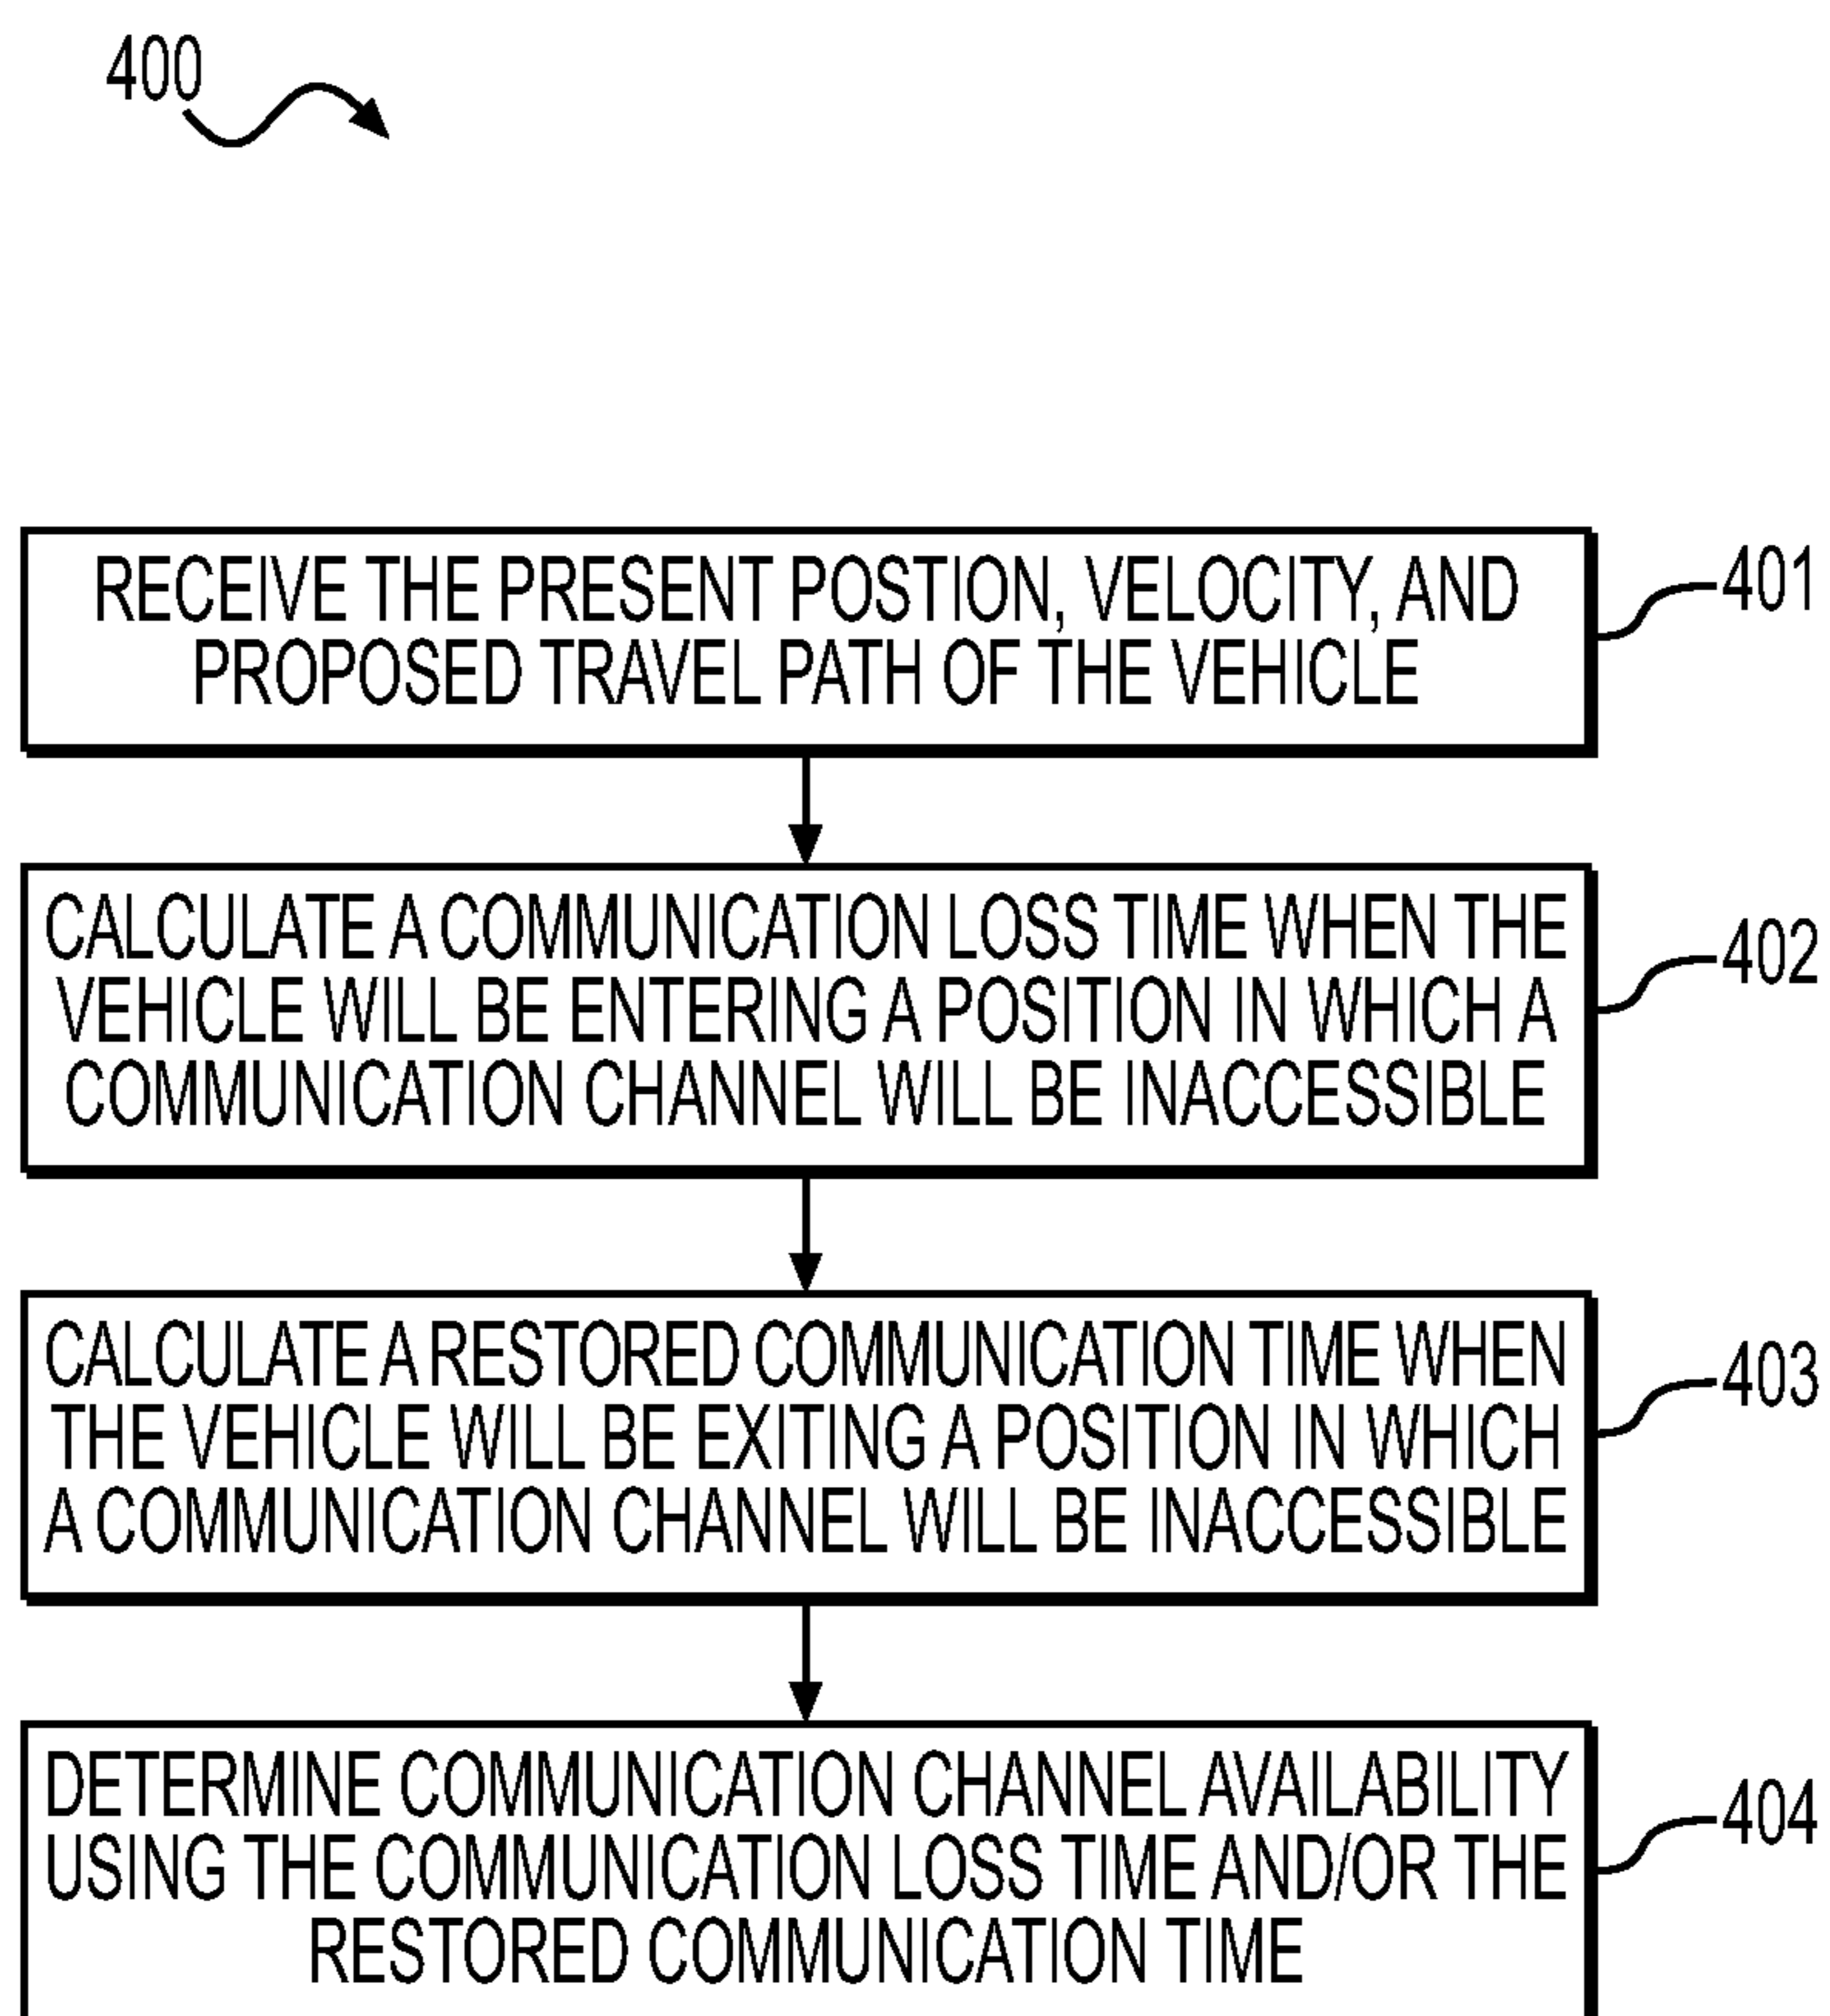 400
RECEIVE THE PRESENT POSTION, VELOCITY, AND
PROPOSED TRAVEL PATH OF THE VEHICLE
401
CALCULATE A COMMUNICATION LOSS TIME WHEN THE
VEHICLE WILL BE ENTERING A POSITION IN WHICH A
COMMUNICATION CHANNEL WILL BE INACCESSIBLE
402
CALCULATE A RESTORED COMMUNICATION TIME WHEN
THE VEHICLE WILL BE EXITING A POSITION IN WHICH
A COMMUNICATION CHANNEL WILL BE INACCESSIBLE
403
DETERMINE COMMUNICATION CHANNEL AVAILABILITY
USING THE COMMUNICATION LOSS TIME AND/OR THE
RESTORED COMMUNICATION TIME
404